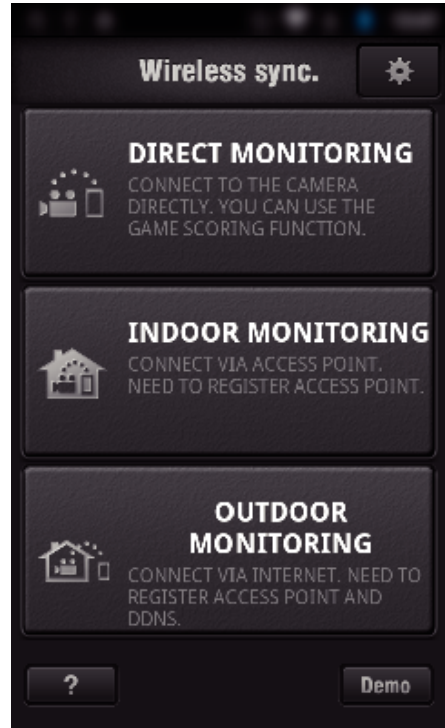 Wireless sync.
DIRECT MONITORING
CONNECT TO THE CAMERA
DIRECTLY. YOU CAN USE THE
GAME SCORING FUNCTION.
INDOOR MONITORING
CONNECT VIA ACCESS POINT.
NEED TO REGISTER ACCESS POINT.
OUTDOOR
MONITORING
CONNECT VIA INTERNET. NEED TO
REGISTER ACCESS POINT AND
DDNS.
?
Demo